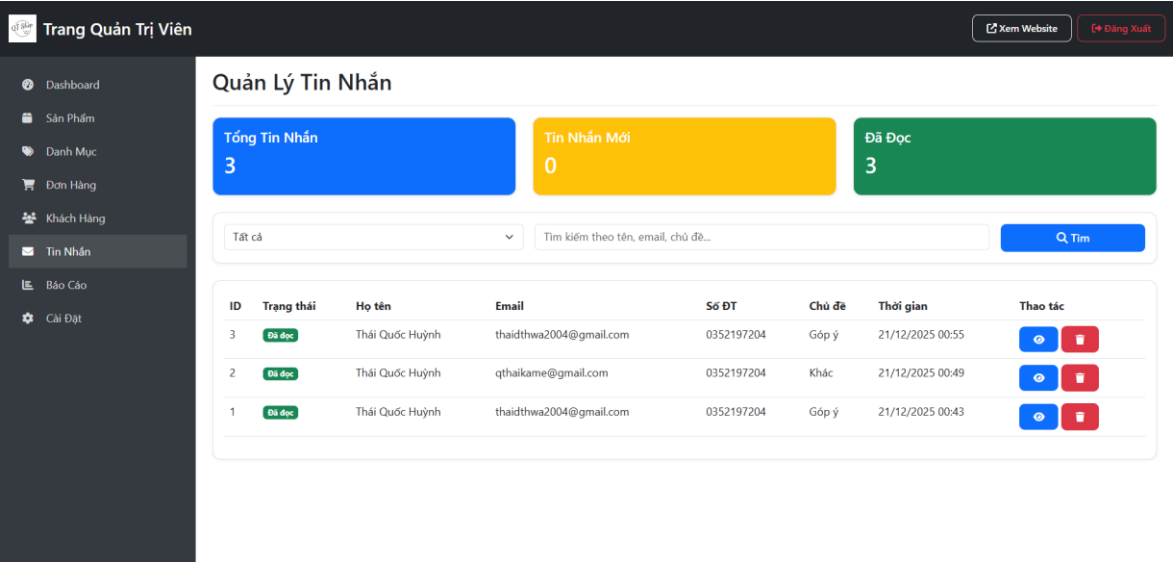 QT Shop
Trang Quản Trị Viên
Xem Website
Đăng Xuất
Dashboard
Sản Phẩm
Danh Mục
Đơn Hàng
Khách Hàng
Tin Nhắn
Báo Cáo
Cài Đặt
Quản Lý Tin Nhắn
Tổng Tin Nhắn
3
Tin Nhắn Mới
0
Đã Đọc
3
Tất cả
Tìm kiếm theo tên, email, chủ đề...
Tìm
ID Trạng thái Họ tên Email Số ĐT Chủ đề Thời gian Thao tác
3 Đã đọc Thái Quốc Huỳnh thaidthwa2004@gmail.com 0352197204 Góp ý 21/12/2025 00:55
2 Đã đọc Thái Quốc Huỳnh qthaikame@gmail.com 0352197204 Khác 21/12/2025 00:49
1 Đã đọc Thái Quốc Huỳnh thaidthwa2004@gmail.com 0352197204 Góp ý 21/12/2025 00:43